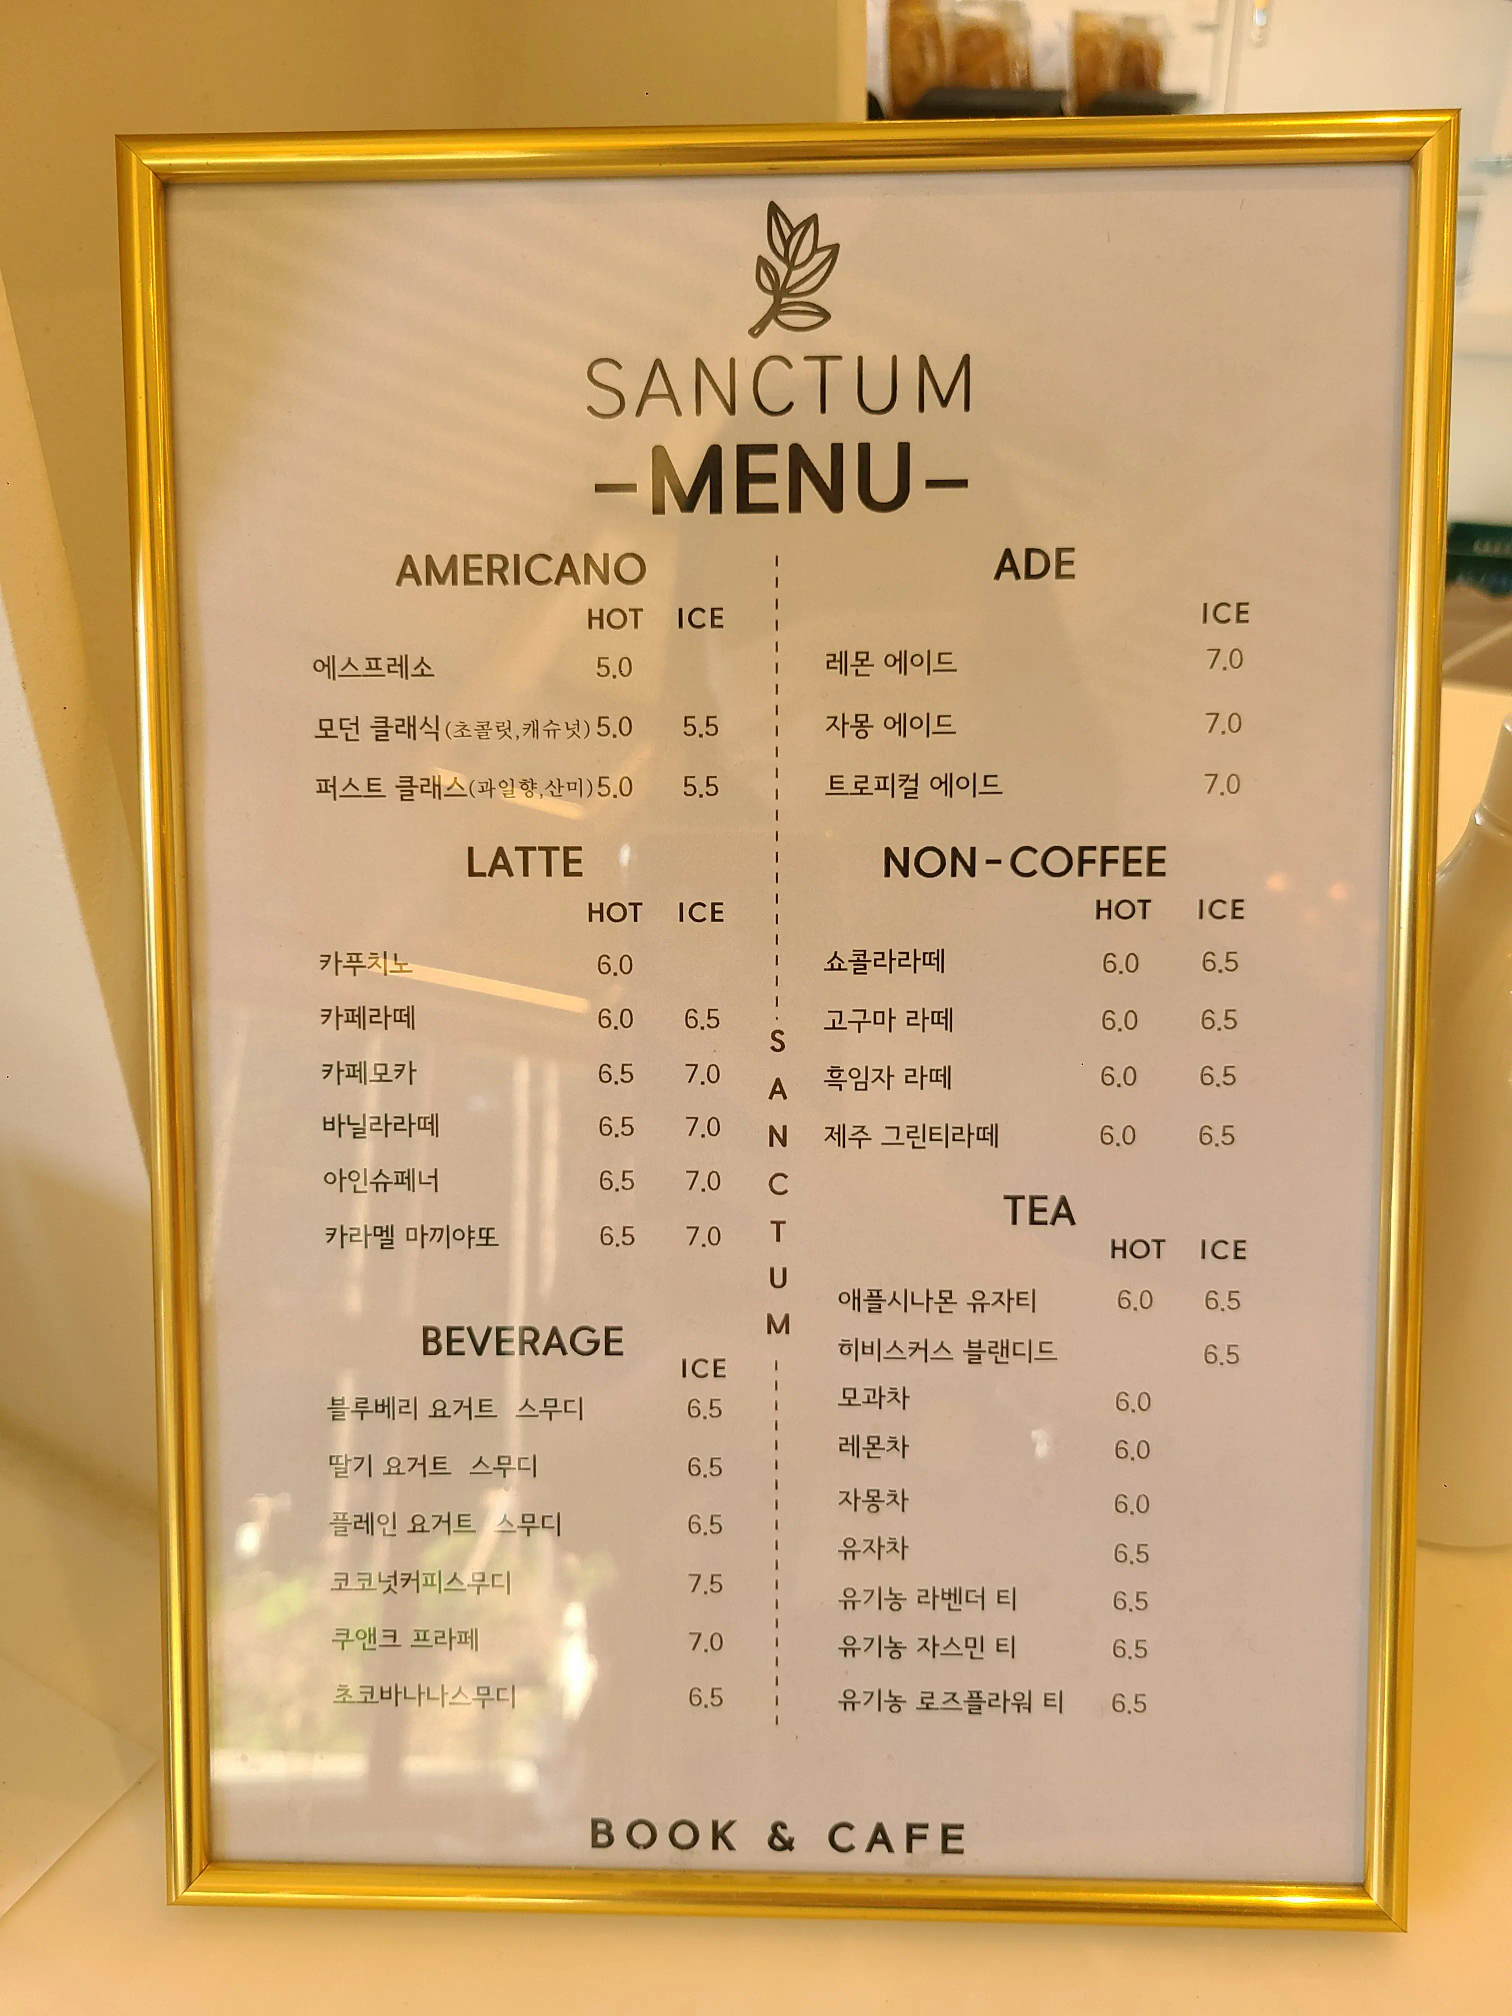 SANCTUM
-MENU-
AMERICANO
HOT ICE
에스프레소 5.0
모던 클래식(초콜릿,캐슈넛) 5.0 5.5
퍼스트 클래스(과일향,산미) 5.0 5.5
LATTE
HOT ICE
카푸치노 6.0
카페라떼 6.0 6.5
카페모카 6.5 7.0
바닐라라떼 6.5 7.0
아인슈페너 6.5 7.0
카라멜 마끼야또 6.5 7.0
BEVERAGE
ICE
블루베리 요거트 스무디 6.5
딸기 요거트 스무디 6.5
플레인 요거트 스무디 6.5
코코넛커피스무디 7.5
쿠앤크 프라페 7.0
초코바나나스무디 6.5
SANCTUM
ADE
ICE
레몬 에이드 7.0
자몽 에이드 7.0
트로피컬 에이드 7.0
NON-COFFEE
HOT ICE
쇼콜라라떼 6.0 6.5
고구마 라떼 6.0 6.5
흑임자 라떼 6.0 6.5
제주 그린티라떼 6.0 6.5
TEA
HOT ICE
애플시나몬 유자티 6.0 6.5
히비스커스 블랜디드 6.5
모과차 6.0
레몬차 6.0
자몽차 6.0
유자차 6.5
유기농 라벤더 티 6.5
유기농 자스민 티 6.5
유기농 로즈플라워 티 6.5
BOOK & CAFE